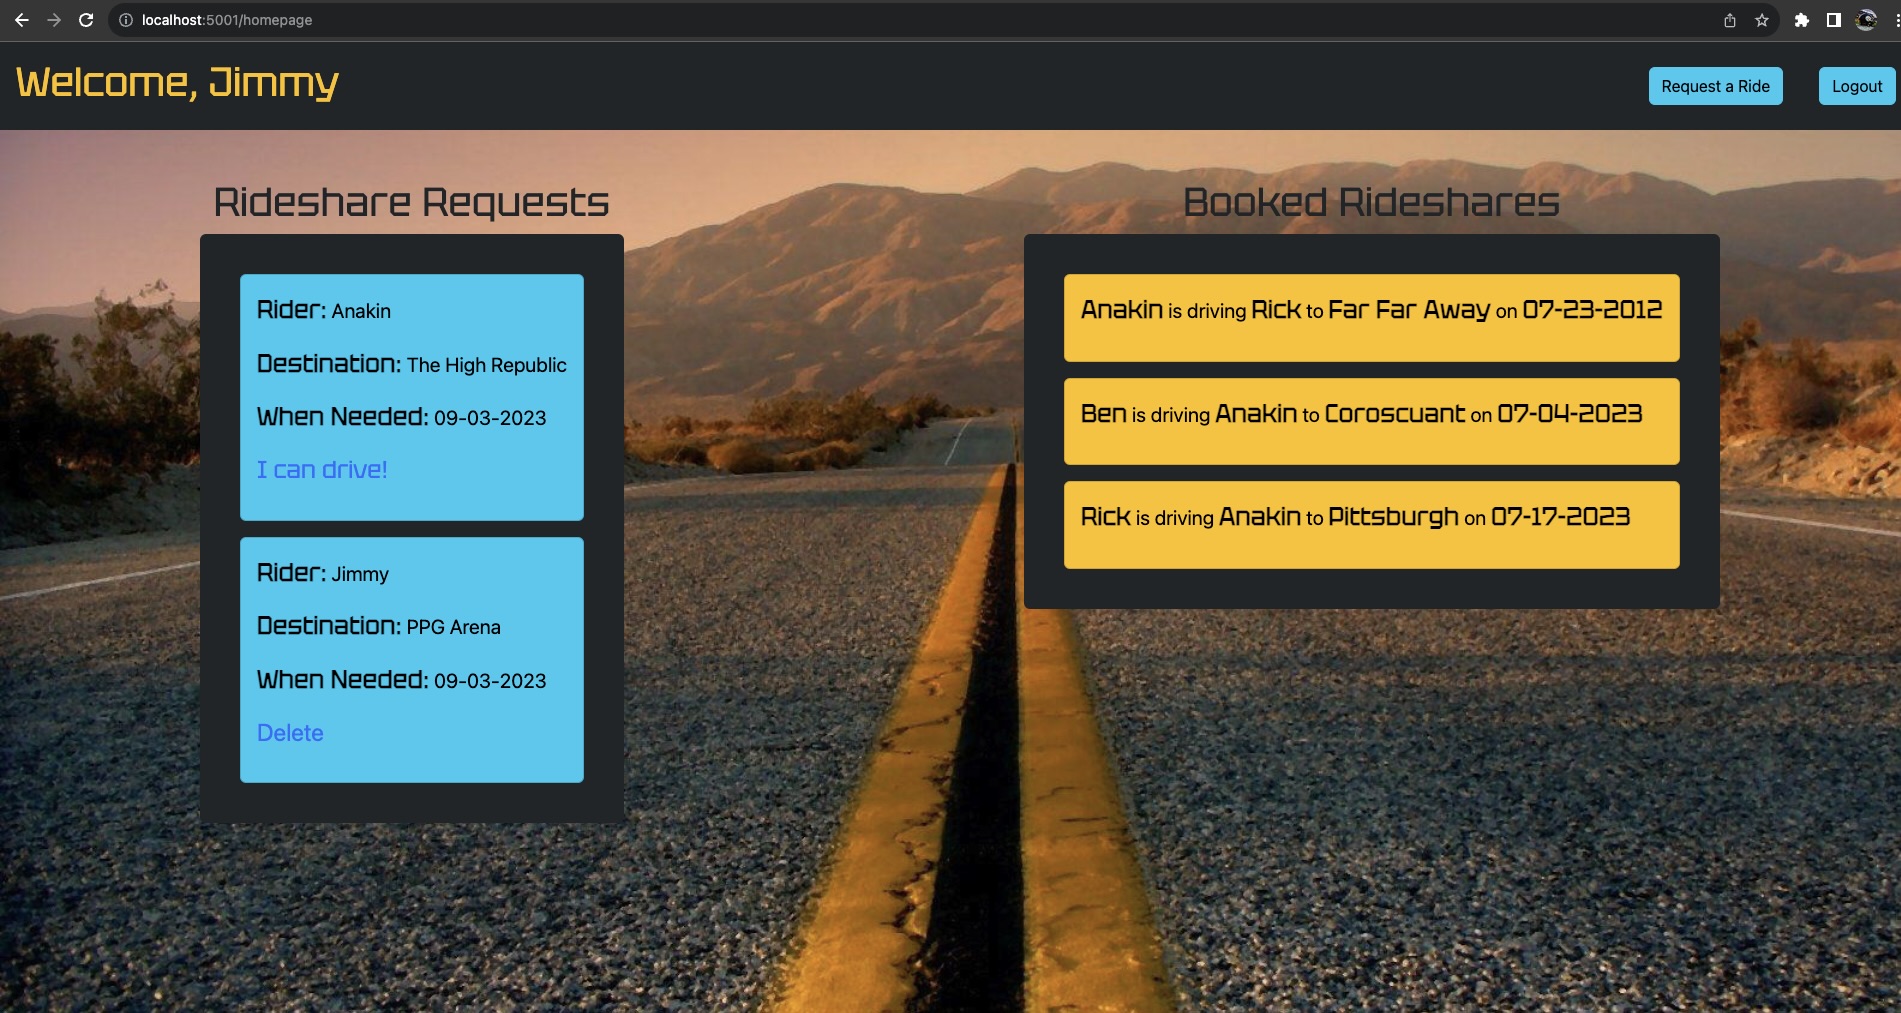 localhost:5001/homepage
Welcome, Jimmy
Request a Ride
Logout
Rideshare Requests
Rider: Anakin
Destination: The High Republic
When Needed: 09-03-2023
I can drive!
Rider: Jimmy
Destination: PPG Arena
When Needed: 09-03-2023
Delete
Booked Rideshares
Anakin is driving Rick to Far Far Away on 07-23-2012
Ben is driving Anakin to Coroscuant on 07-04-2023
Rick is driving Anakin to Pittsburgh on 07-17-2023